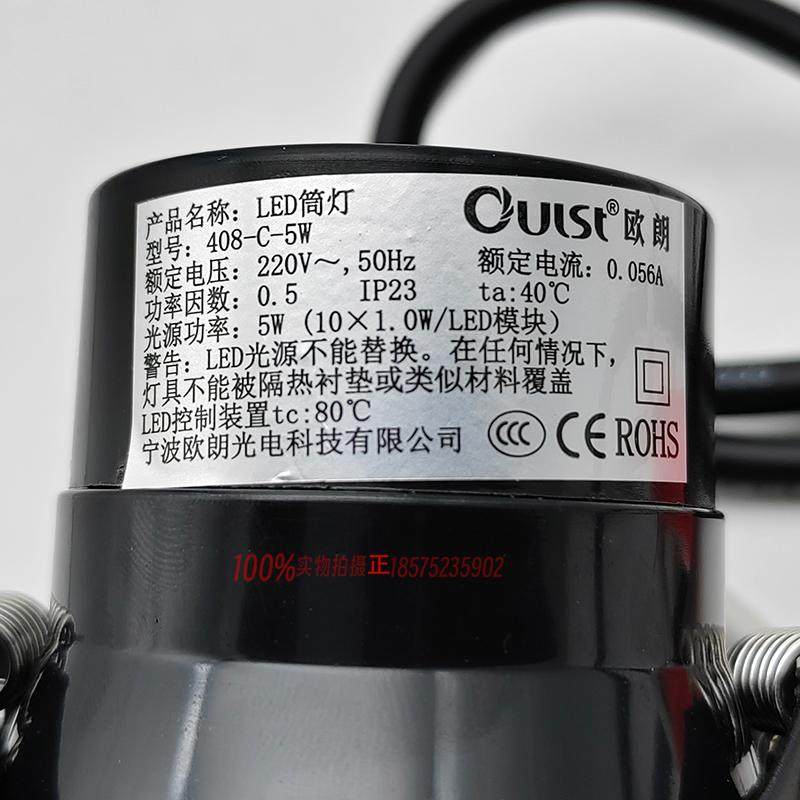 产品名称: LED筒灯
OUlst® 欧朗
型号: 408-C-5W
额定电压: 220V～,50Hz 额定电流: 0.056A
功率因数: 0.5 IP23 ta:40℃
光源功率: 5W (10×1.0W/LED模块)
警告: LED光源不能替换。在任何情况下,
灯具不能被隔热衬垫或类似材料覆盖
LED控制装置tc:80℃
宁波欧朗光电科技有限公司 CCC CE ROHS
100%实物拍摄正18575235902